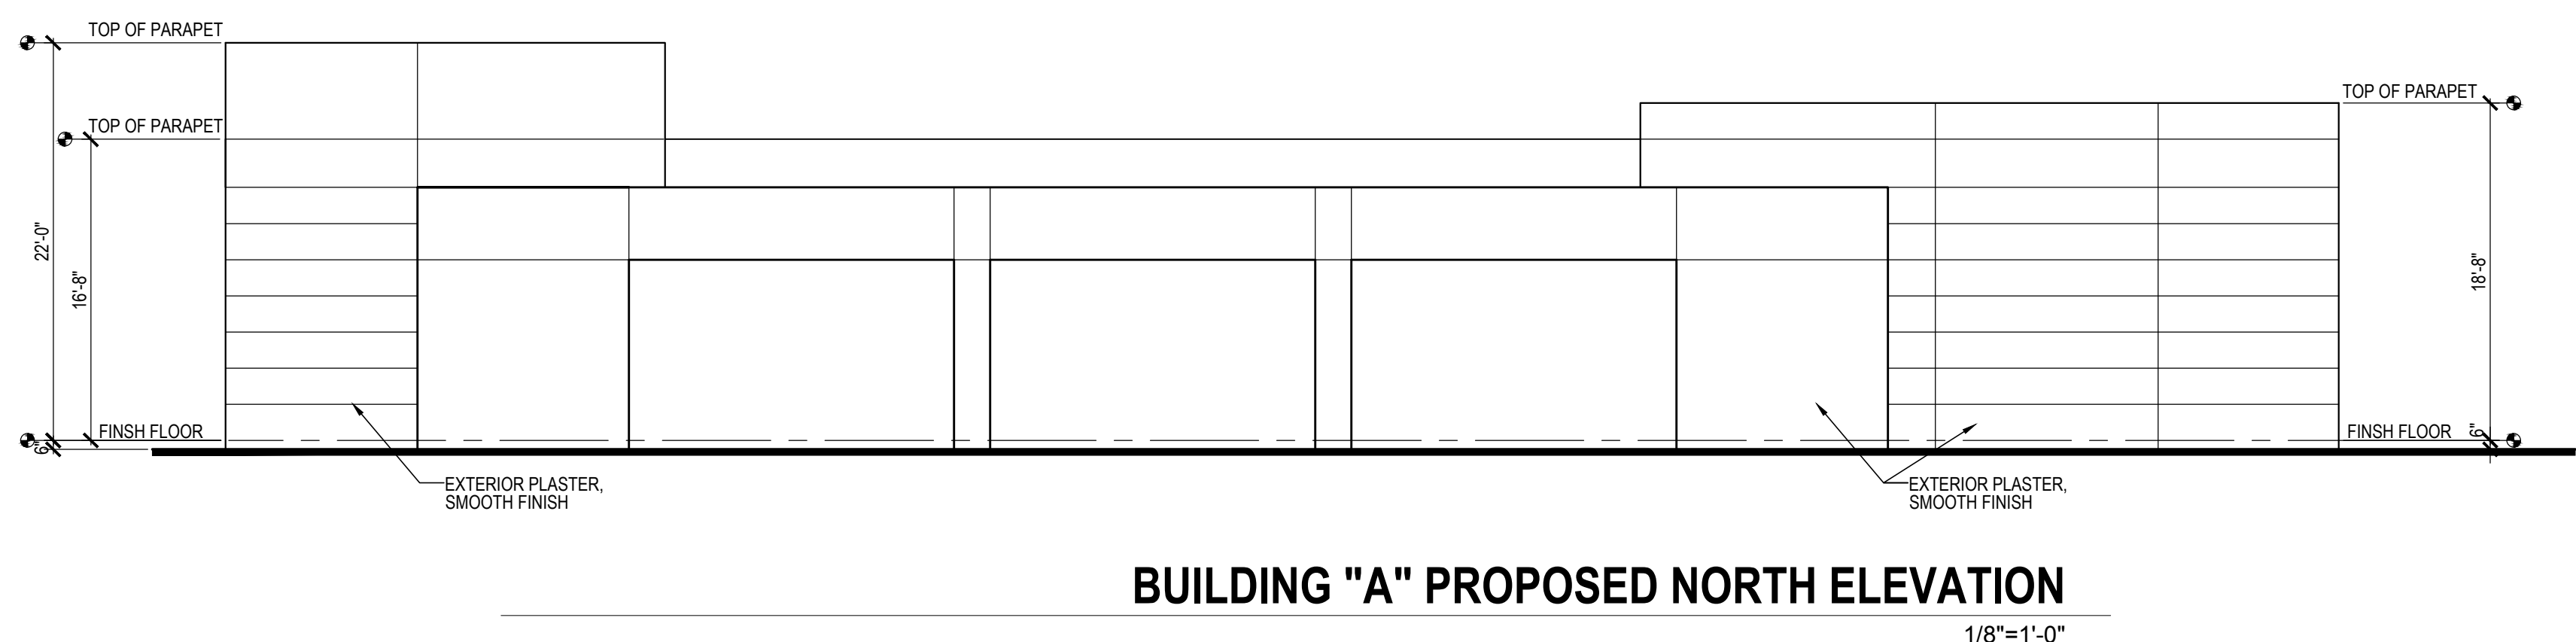 TOP OF PARAPET
TOP OF PARAPET
TOP OF PARAPET
22'-0"
16'-8"
18'-8"
FINSH FLOOR
FINSH FLOOR
6"
6"
EXTERIOR PLASTER,
SMOOTH FINISH
EXTERIOR PLASTER,
SMOOTH FINISH
BUILDING "A" PROPOSED NORTH ELEVATION
1/8"=1'-0"